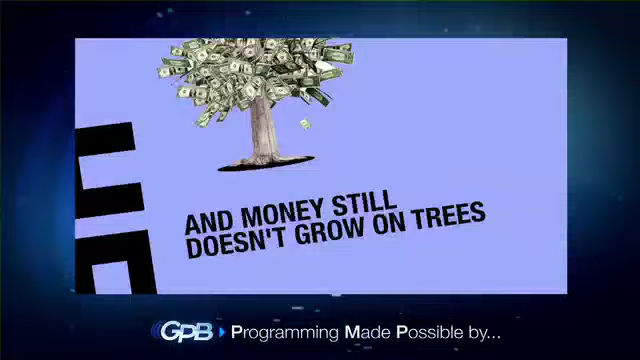 AND MONEY STILL
DOESN'T GROW ON TREES
GPB Programming Made Possible by...